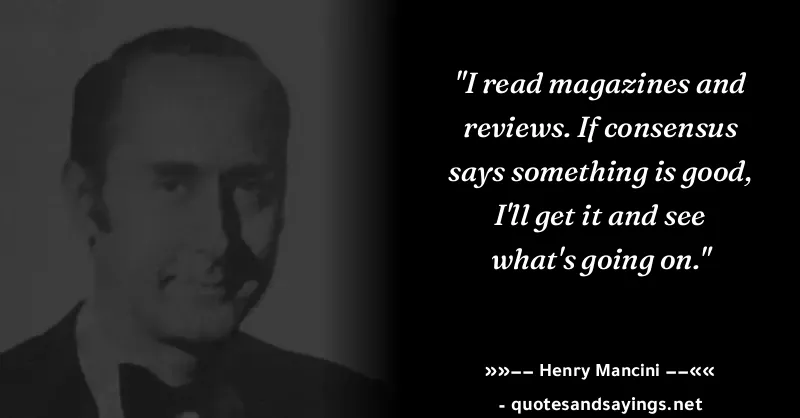 "I read magazines and
reviews. If consensus
says something is good,
I'll get it and see
what's going on."
»»–– Henry Mancini ––««
- quotesandsayings.net